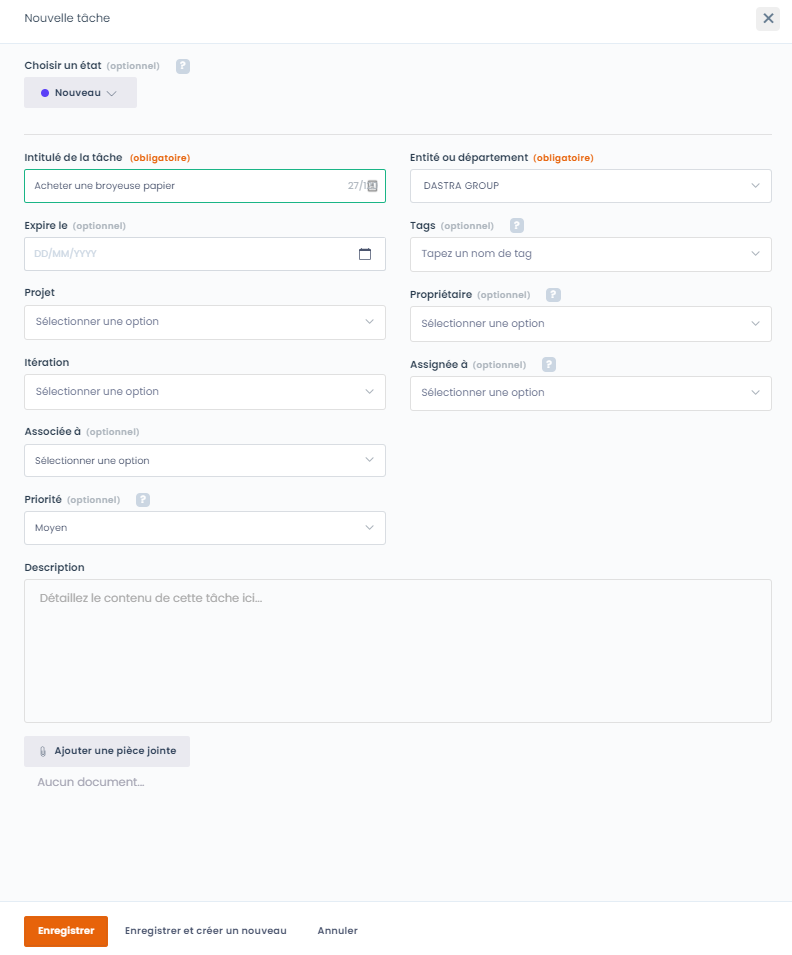 Nouvelle tâche
Choisir un état (optionnel) ?
Nouveau
Intitulé de la tâche (obligatoire)
Acheter une broyeuse papier 27/1
Entité ou département (obligatoire)
DASTRA GROUP
Expire le (optionnel)
DD/MM/YYYY
Tags (optionnel) ?
Tapez un nom de tag
Projet
Sélectionner une option
Propriétaire (optionnel) ?
Sélectionner une option
Itération
Sélectionner une option
Assignée à (optionnel) ?
Sélectionner une option
Associée à (optionnel)
Sélectionner une option
Priorité (optionnel) ?
Moyen
Description
Détaillez le contenu de cette tâche ici...
Ajouter une pièce jointe
Aucun document...
Enregistrer Enregistrer et créer un nouveau Annuler